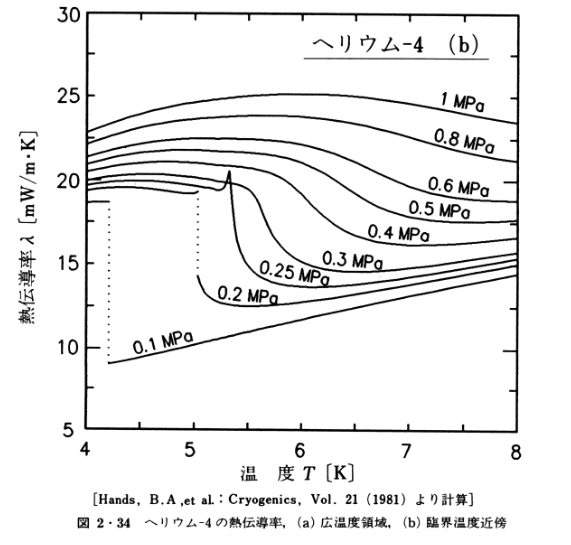 30
25
20
15
10
5
熱伝導率 λ [mW/m·K]
ヘリウム-4 (b)
1 MPa
0.8 MPa
0.6 MPa
0.5 MPa
0.4 MPa
0.3 MPa
0.25 MPa
0.2 MPa
0.1 MPa
4 5 6 7 8
温 度 T [K]
[Hands, B.A ,et al. : Cryogenics, Vol. 21 (1981) より計算]
図 2・34 ヘリウム-4 の熱伝導率, (a) 広温度領域, (b) 臨界温度近傍